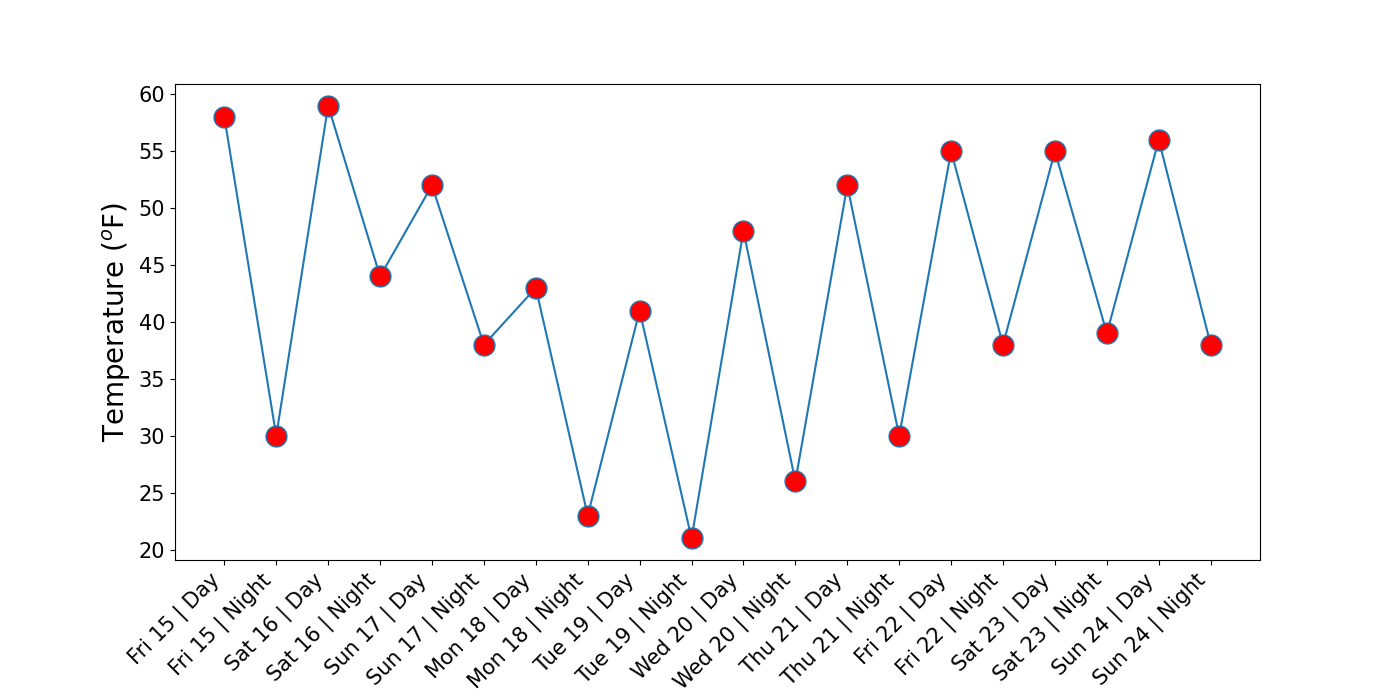 60
55
50
45
40
35
30
25
20
Temperature (°F)
Fri 15 | Day
Fri 15 | Night
Sat 16 | Day
Sat 16 | Night
Sun 17 | Day
Sun 17 | Night
Mon 18 | Day
Mon 18 | Night
Tue 19 | Day
Tue 19 | Night
Wed 20 | Day
Wed 20 | Night
Thu 21 | Day
Thu 21 | Night
Fri 22 | Day
Fri 22 | Night
Sat 23 | Day
Sat 23 | Night
Sun 24 | Day
Sun 24 | Night